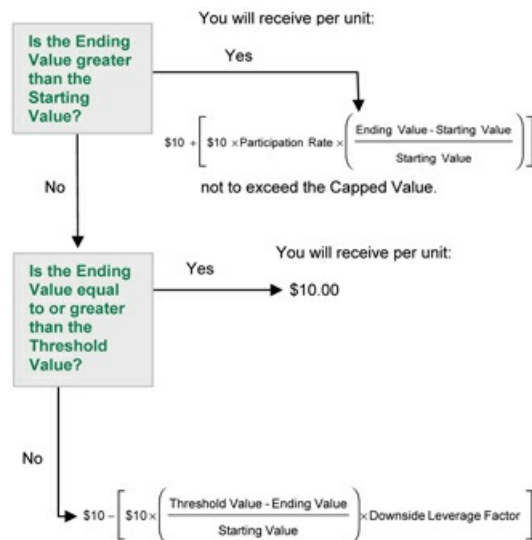 You will receive per unit:
Is the Ending
Value greater
than the
Starting
Value?
Yes
$10 + [ $10 × Participation Rate × ( Ending Value - Starting Value / Starting Value ) ]
not to exceed the Capped Value.
No
You will receive per unit:
Is the Ending
Value equal
to or greater
than the
Threshold
Value?
Yes
$10.00
No
$10 − [ $10 × ( Threshold Value - Ending Value / Starting Value ) × Downside Leverage Factor ]